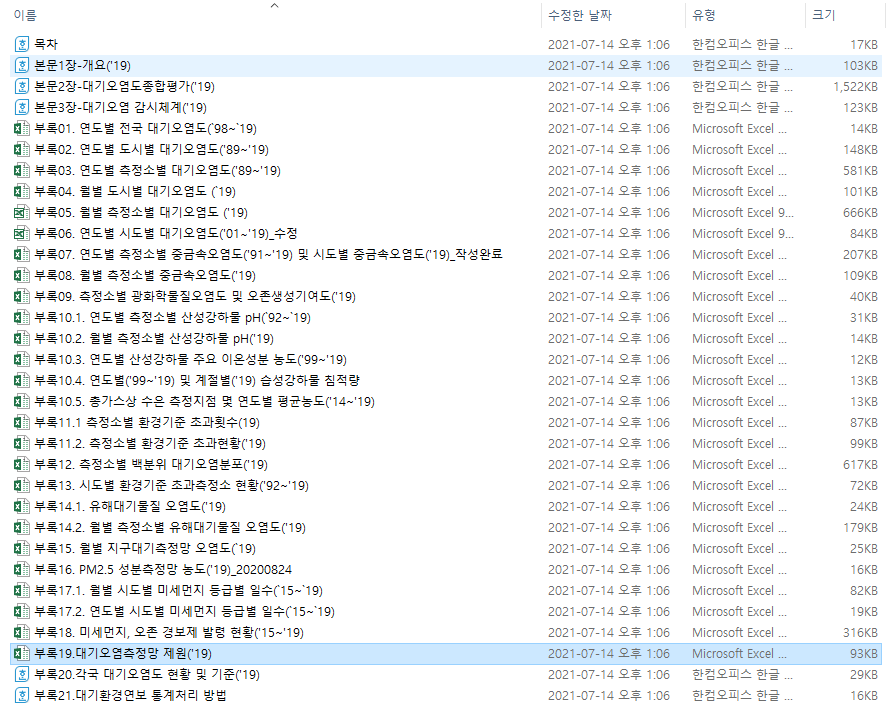 이름 수정한 날짜 유형 크기
목차 2021-07-14 오후 1:06 한컴오피스 한글 ... 17KB
본문1장-개요('19) 2021-07-14 오후 1:06 한컴오피스 한글 ... 103KB
본문2장-대기오염도종합평가('19) 2021-07-14 오후 1:06 한컴오피스 한글 ... 1,522KB
본문3장-대기오염 감시체계('19) 2021-07-14 오후 1:06 한컴오피스 한글 ... 123KB
부록01. 연도별 전국 대기오염도(`98~`19) 2021-07-14 오후 1:06 Microsoft Excel ... 14KB
부록02. 연도별 도시별 대기오염도('89~'19) 2021-07-14 오후 1:06 Microsoft Excel ... 148KB
부록03. 연도별 측정소별 대기오염도('89~'19) 2021-07-14 오후 1:06 Microsoft Excel ... 581KB
부록04. 월별 도시별 대기오염도 (`19) 2021-07-14 오후 1:06 Microsoft Excel ... 101KB
부록05. 월별 측정소별 대기오염도 ('19) 2021-07-14 오후 1:06 Microsoft Excel 9... 666KB
부록06. 연도별 시도별 대기오염도('01~'19)_수정 2021-07-14 오후 1:06 Microsoft Excel 9... 84KB
부록07. 연도별 측정소별 중금속오염도('91~'19) 및 시도별 중금속오염도('19)_작성완료 2021-07-14 오후 1:06 Microsoft Excel ... 207KB
부록08. 월별 측정소별 중금속오염도('19) 2021-07-14 오후 1:06 Microsoft Excel ... 109KB
부록09. 측정소별 광화학물질오염도 및 오존생성기여도('19) 2021-07-14 오후 1:06 Microsoft Excel ... 40KB
부록10.1. 연도별 측정소별 산성강하물 pH(`92~`19) 2021-07-14 오후 1:06 Microsoft Excel ... 31KB
부록10.2. 월별 측정소별 산성강하물 pH('19) 2021-07-14 오후 1:06 Microsoft Excel ... 14KB
부록10.3. 연도별 산성강하물 주요 이온성분 농도('99~'19) 2021-07-14 오후 1:06 Microsoft Excel ... 12KB
부록10.4. 연도별('99~'19) 및 계절별('19) 습성강하물 침적량 2021-07-14 오후 1:06 Microsoft Excel ... 13KB
부록10.5. 총가스상 수은 측정지점 몇 연도별 평균농도('14~'19) 2021-07-14 오후 1:06 Microsoft Excel ... 13KB
부록11.1 측정소별 환경기준 초과횟수(19) 2021-07-14 오후 1:06 Microsoft Excel ... 87KB
부록11.2. 측정소별 환경기준 초과현황('19) 2021-07-14 오후 1:06 Microsoft Excel ... 99KB
부록12. 측정소별 백분위 대기오염분포('19) 2021-07-14 오후 1:06 Microsoft Excel ... 617KB
부록13. 시도별 환경기준 초과측정소 현황('92~'19) 2021-07-14 오후 1:06 Microsoft Excel ... 72KB
부록14.1. 유해대기물질 오염도('19) 2021-07-14 오후 1:06 Microsoft Excel ... 24KB
부록14.2. 월별 측정소별 유해대기물질 오염도('19) 2021-07-14 오후 1:06 Microsoft Excel ... 179KB
부록15. 월별 지구대기측정망 오염도(`19) 2021-07-14 오후 1:06 Microsoft Excel ... 25KB
부록16. PM2.5 성분측정망 농도('19)_20200824 2021-07-14 오후 1:06 Microsoft Excel ... 16KB
부록17.1. 월별 시도별 미세먼지 등급별 일수(`15~`19) 2021-07-14 오후 1:06 Microsoft Excel ... 82KB
부록17.2. 연도별 시도별 미세먼지 등급별 일수(`15~`19) 2021-07-14 오후 1:06 Microsoft Excel ... 19KB
부록18. 미세먼지, 오존 경보제 발령 현황('15~'19) 2021-07-14 오후 1:06 Microsoft Excel ... 316KB
부록19.대기오염측정망 제원('19) 2021-07-14 오후 1:06 Microsoft Excel ... 93KB
부록20.각국 대기오염도 현황 및 기준('19) 2021-07-14 오후 1:06 한컴오피스 한글 ... 29KB
부록21.대기환경연보 통계처리 방법 2021-07-14 오후 1:06 한컴오피스 한글 ... 16KB